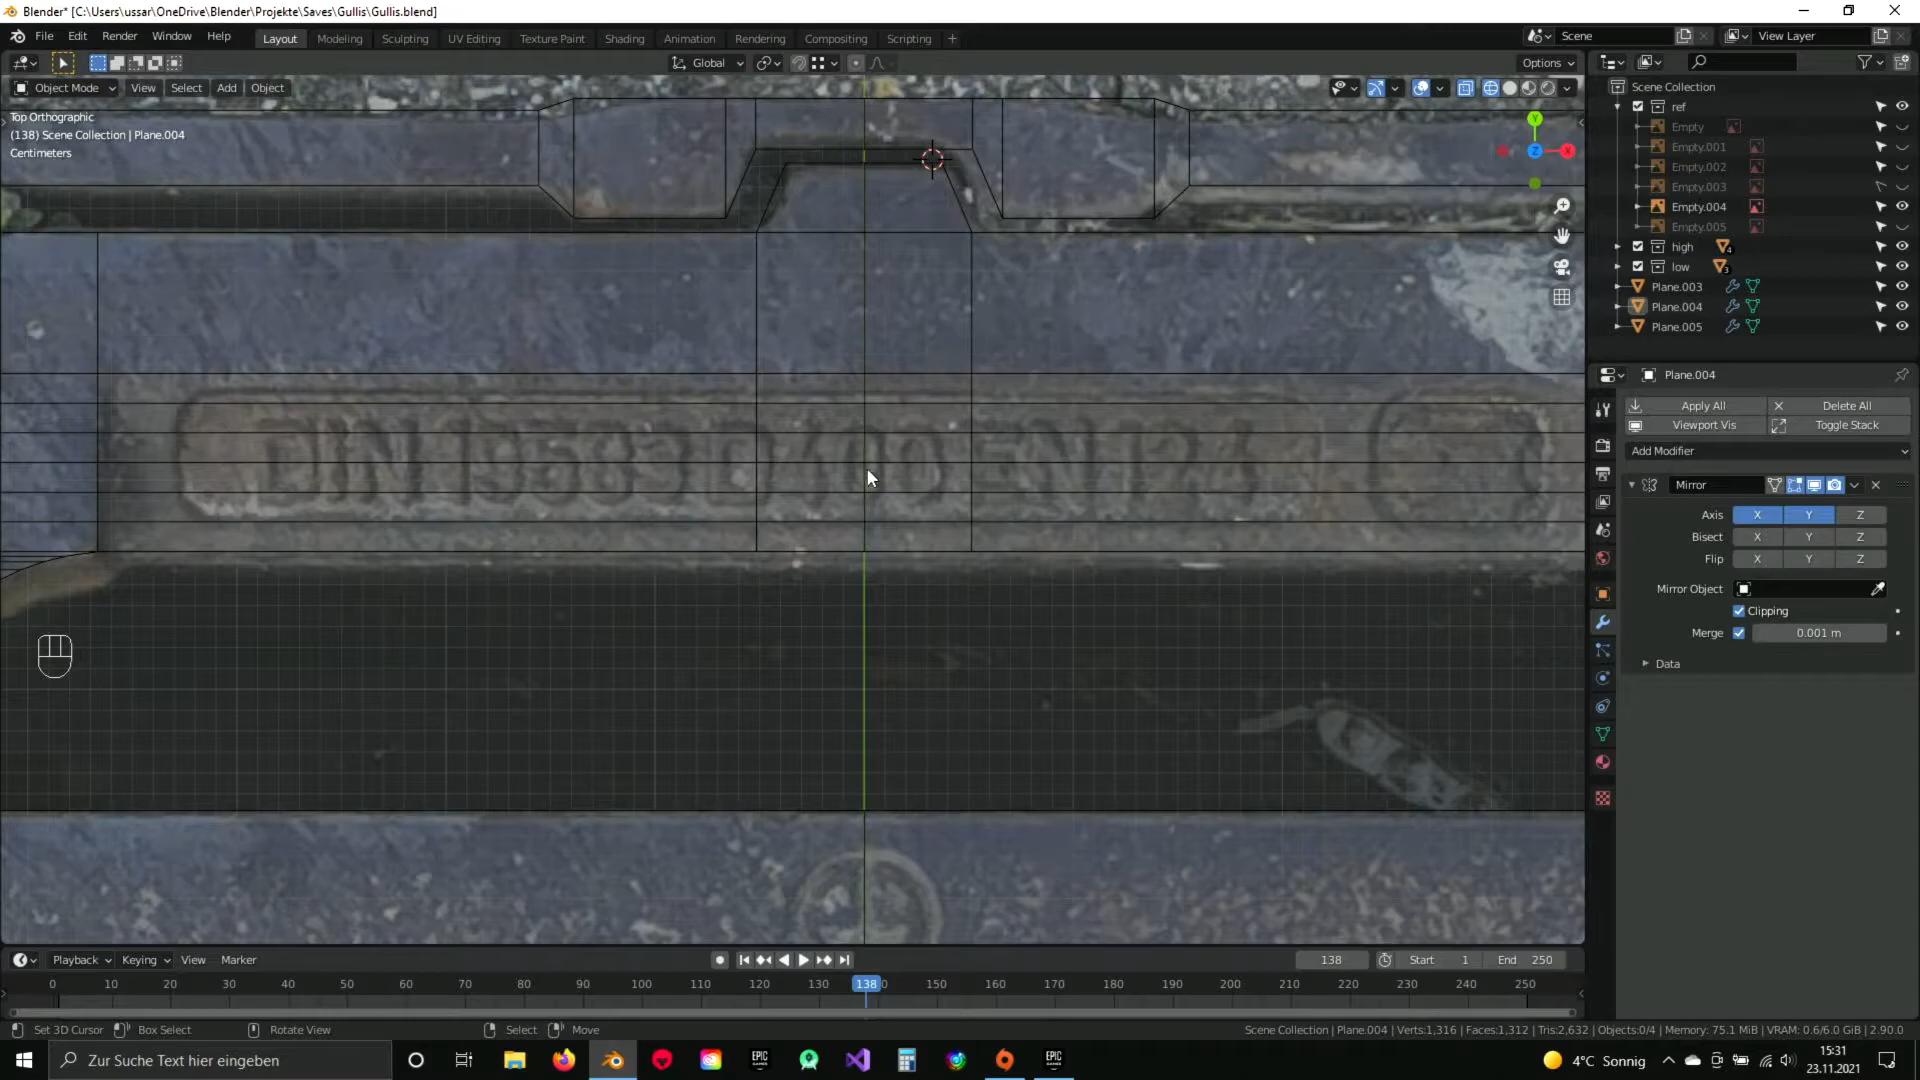 Blender* [C:\Users\ussar\OneDrive\Blender\Projekte\Saves\Gullis\Gullis.blend]
File Edit Render Window Help
Layout Modeling Sculpting UV Editing Texture Paint Shading Animation Rendering Compositing Scripting
Scene
View Layer
Global
Options
Object Mode View Select Add Object
Top Orthographic
(138) Scene Collection | Plane.004
Centimeters
Y
X
Z
Scene Collection
ref
Empty
Empty.001
Empty.002
Empty.003
Empty.004
Empty.005
high 4
low 3
Plane.003
Plane.004
Plane.005
Plane.004
Apply All Delete All
Viewport Vis Toggle Stack
Add Modifier
Mirror
Axis X Y Z
Bisect X Y Z
Flip X Y Z
Mirror Object
Clipping
Merge 0.001 m
Data
Playback Keying View Marker
138 Start 1 End 250
0 10 20 30 40 50 60 70 80 90 100 110 120 130 138 150 160 170 180 190 200 210 220 230 240 250
Set 3D Cursor Box Select Rotate View Select Move
Scene Collection | Plane.004 | Verts:1,316 | Faces:1,312 | Tris:2,632 | Objects:0/4 | Memory: 75.1 MiB | VRAM: 0.6/6.0 GiB | 2.90.0
Zur Suche Text hier eingeben
EPIC GAMES
EPIC GAMES
4°C Sonnig
15:31
23.11.2021